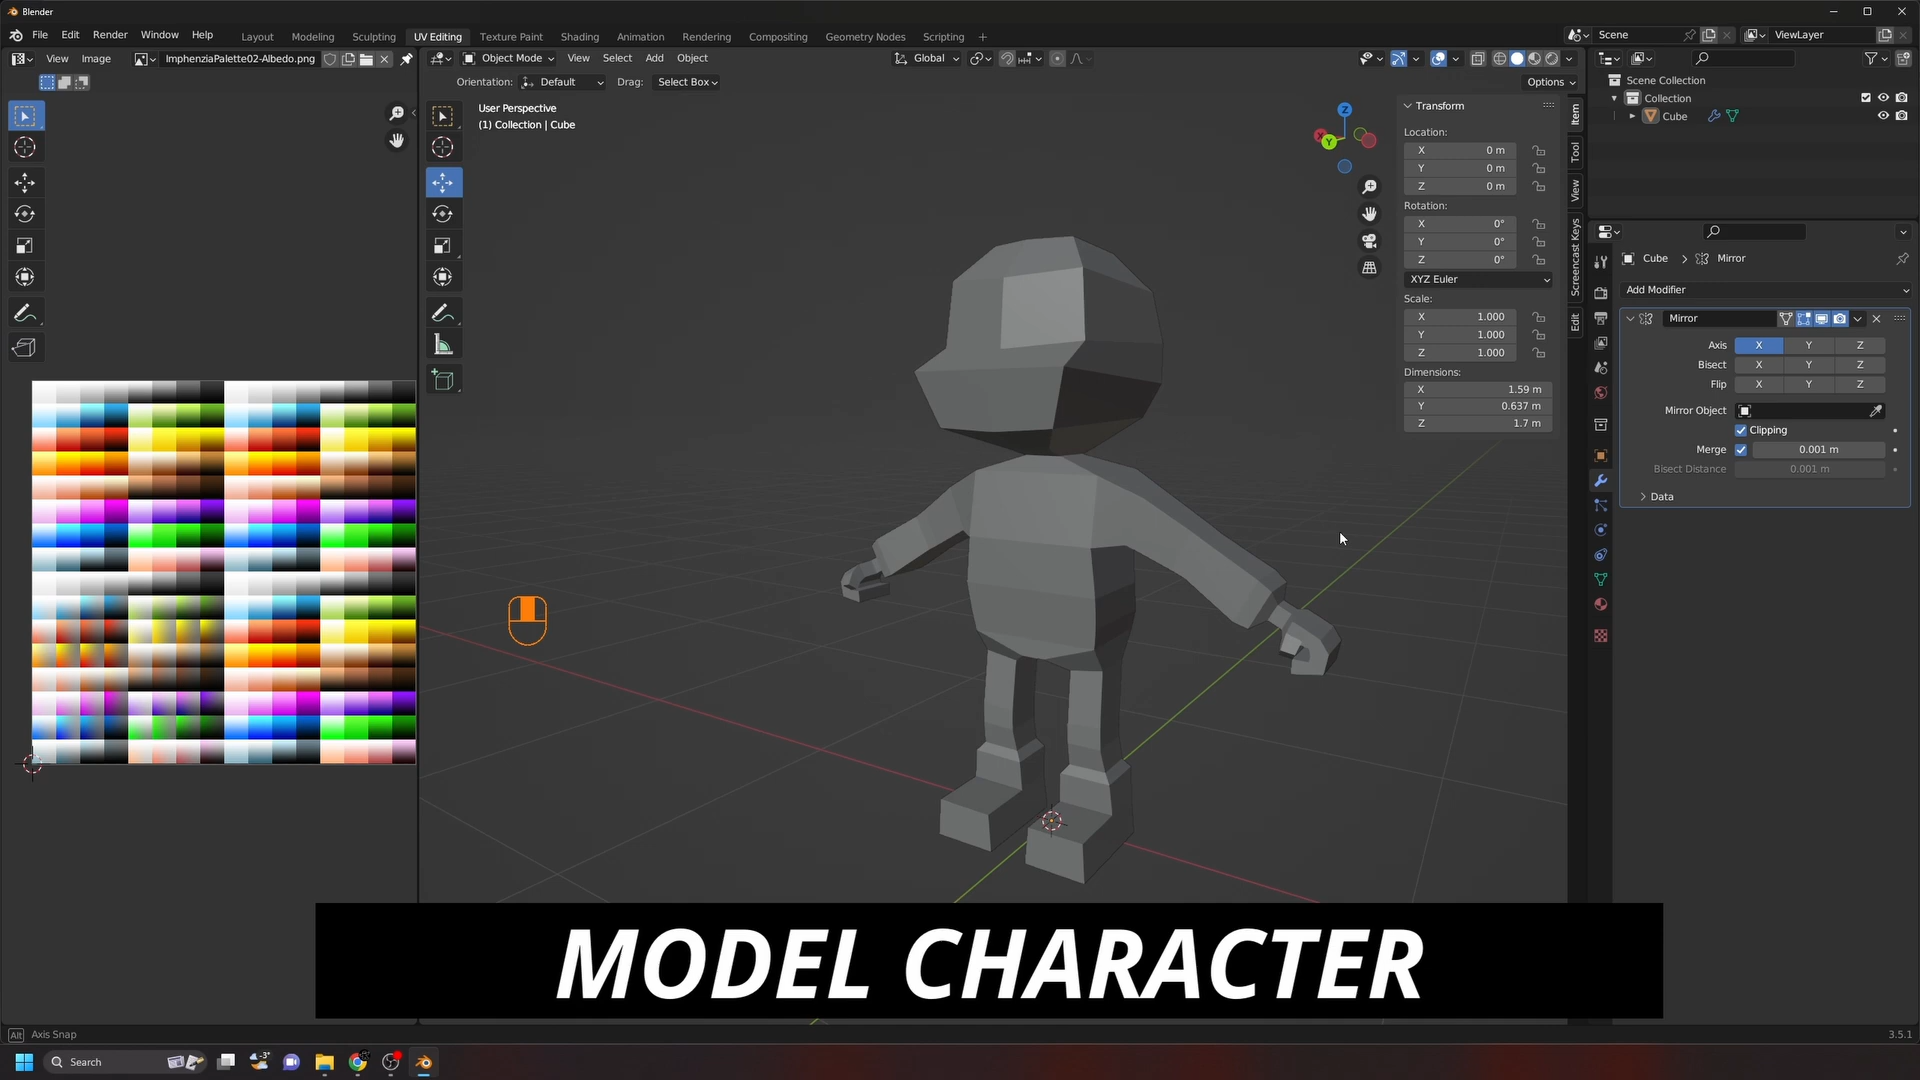 Blender
File Edit Render Window Help Layout Modeling Sculpting UV Editing Texture Paint Shading Animation Rendering Compositing Geometry Nodes Scripting + Scene ViewLayer
View Image ImphenziaPalette02-Albedo.png Object Mode View Select Add Object Global
Orientation: Default Drag: Select Box Options
User Perspective
(1) Collection | Cube
Z
X
Y
Transform
Location:
X 0 m
Y 0 m
Z 0 m
Rotation:
X 0°
Y 0°
Z 0°
XYZ Euler
Scale:
X 1.000
Y 1.000
Z 1.000
Dimensions:
X 1.59 m
Y 0.637 m
Z 1.7 m
Item
Tool
View
Screencast Keys
Edit
Scene Collection
Collection
Cube
Cube > Mirror
Add Modifier
Mirror
Axis X Y Z
Bisect X Y Z
Flip X Y Z
Mirror Object
Clipping
Merge 0.001 m
Bisect Distance 0.001 m
Data
MODEL CHARACTER
Alt Axis Snap 3.5.1
Search